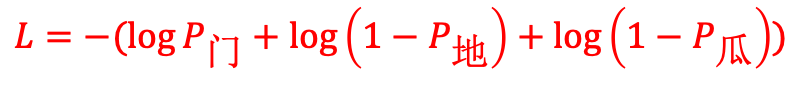 L = −(log P门 + log(1 − P地) + log(1 − P瓜))